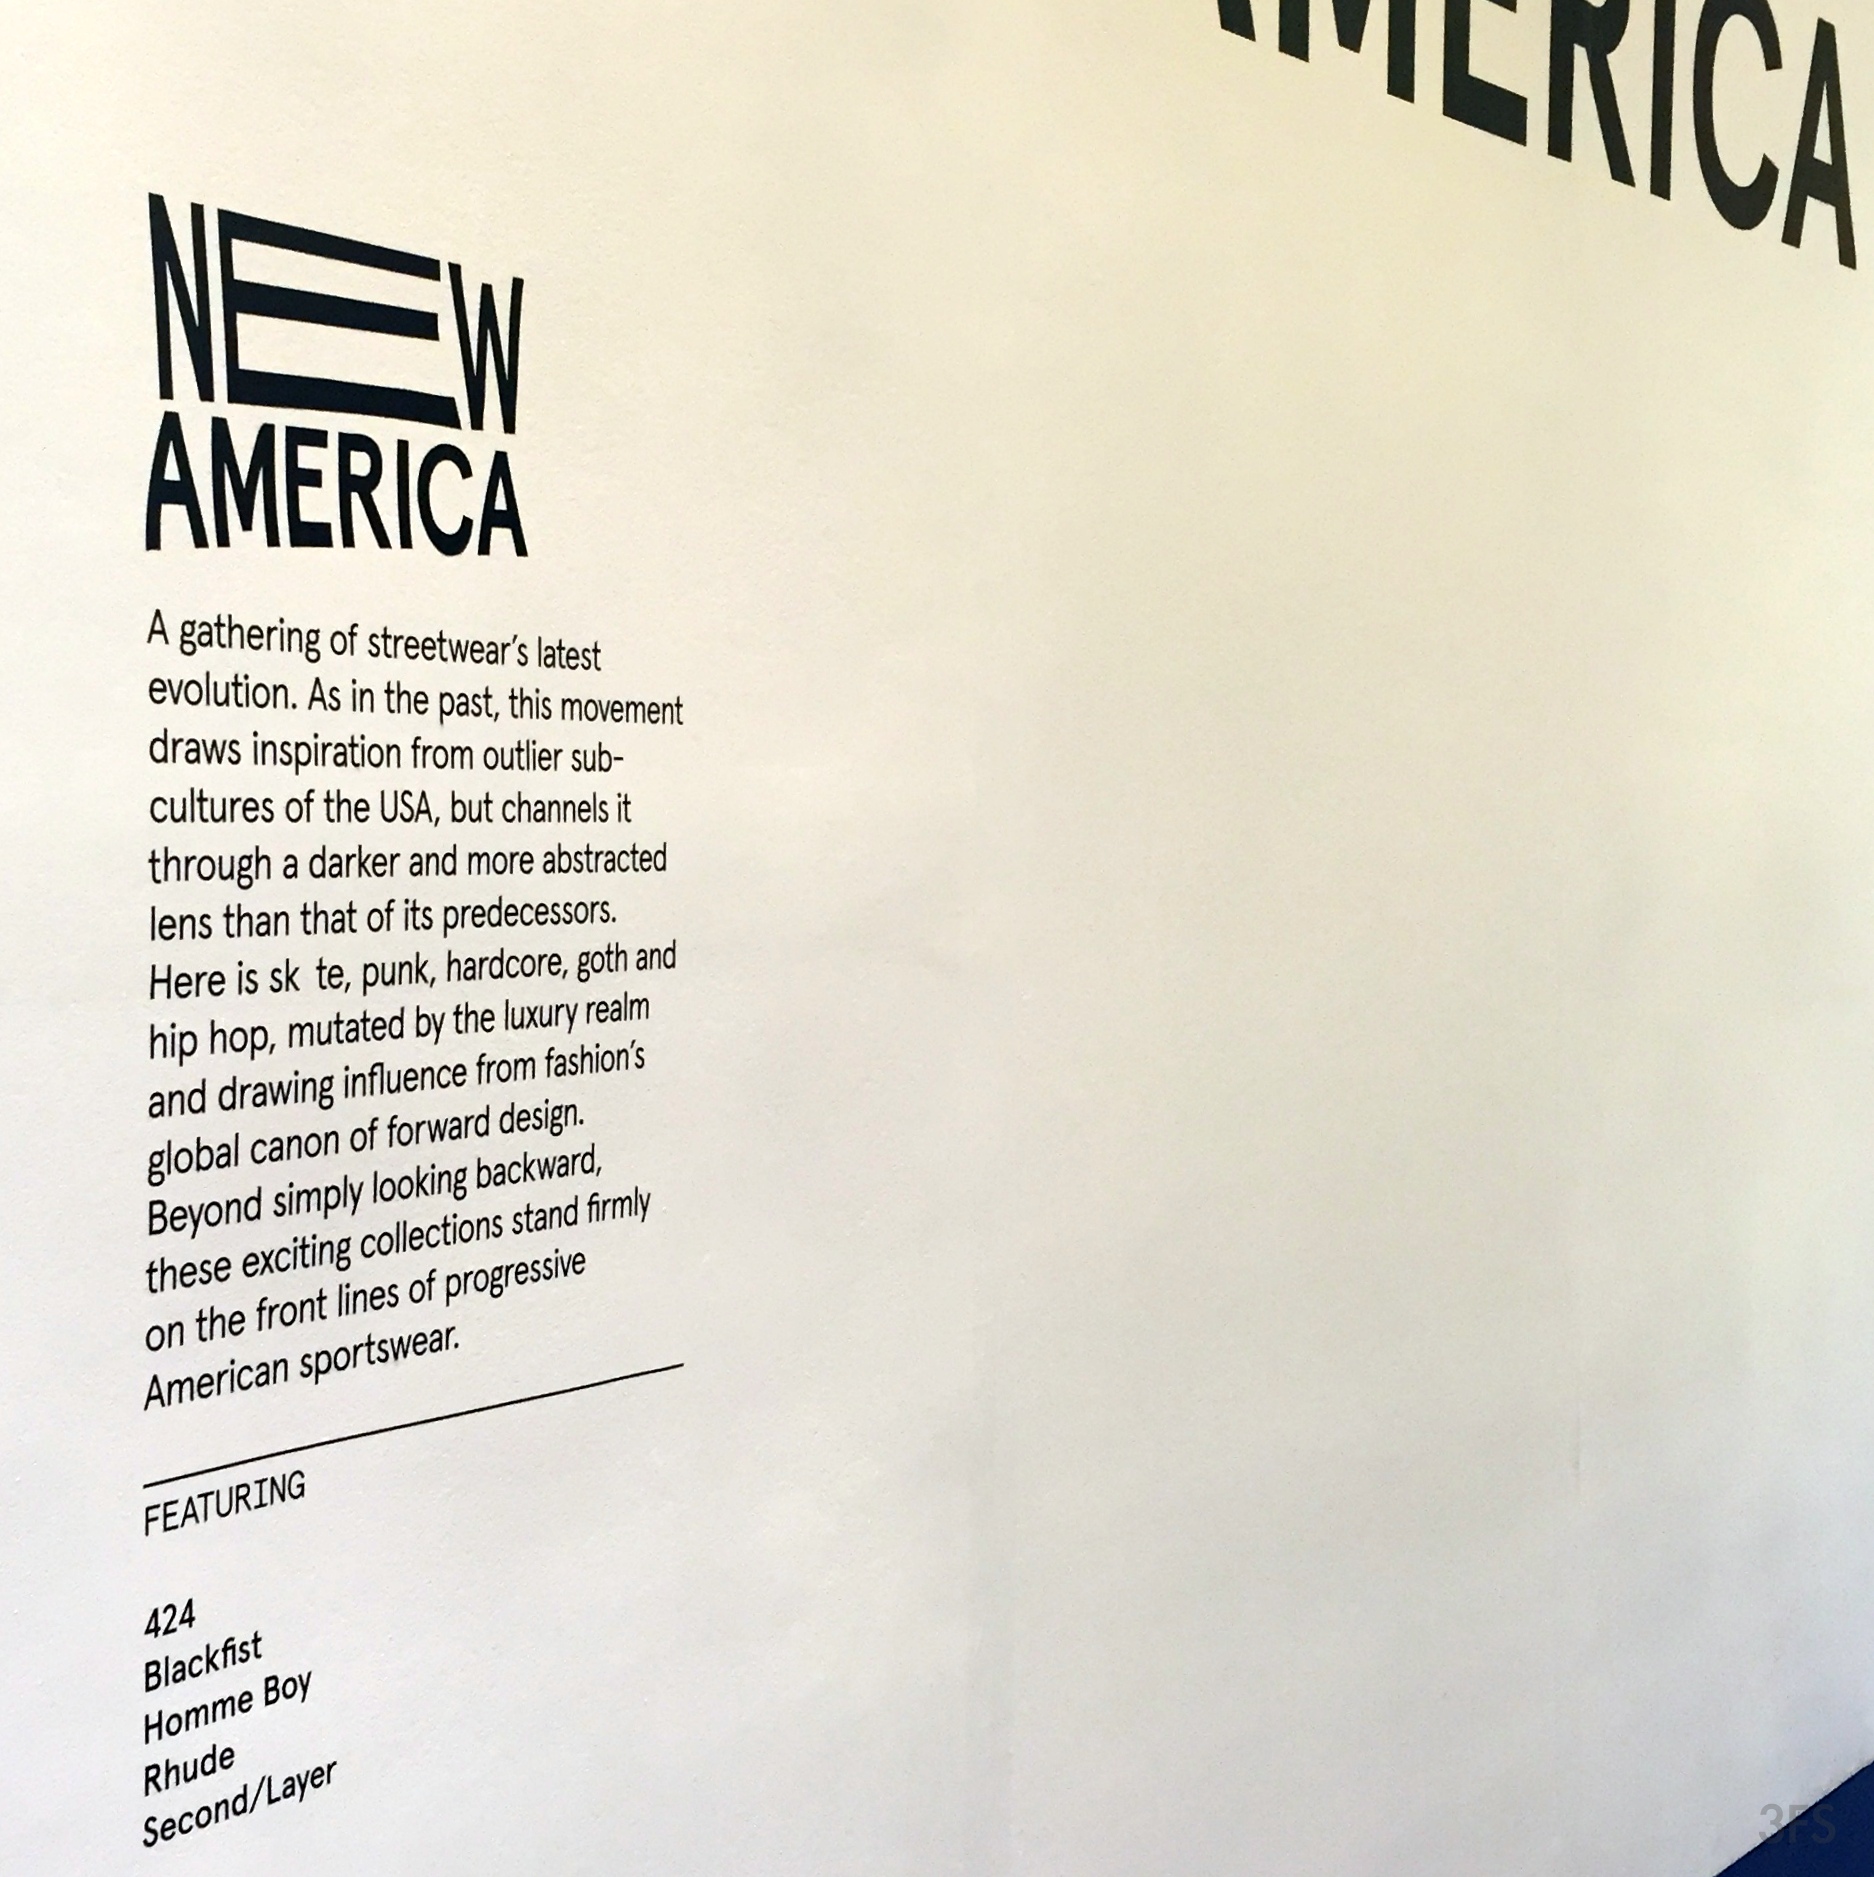 AMERICA
NEW
AMERICA
A gathering of streetwear's latest
evolution. As in the past, this movement
draws inspiration from outlier sub-
cultures of the USA, but channels it
through a darker and more abstracted
lens than that of its predecessors.
Here is sk te, punk, hardcore, goth and
hip hop, mutated by the luxury realm
and drawing influence from fashion's
global canon of forward design.
Beyond simply looking backward,
these exciting collections stand firmly
on the front lines of progressive
American sportswear.
FEATURING
424
Blackfist
Homme Boy
Rhude
Second/Layer
3FS